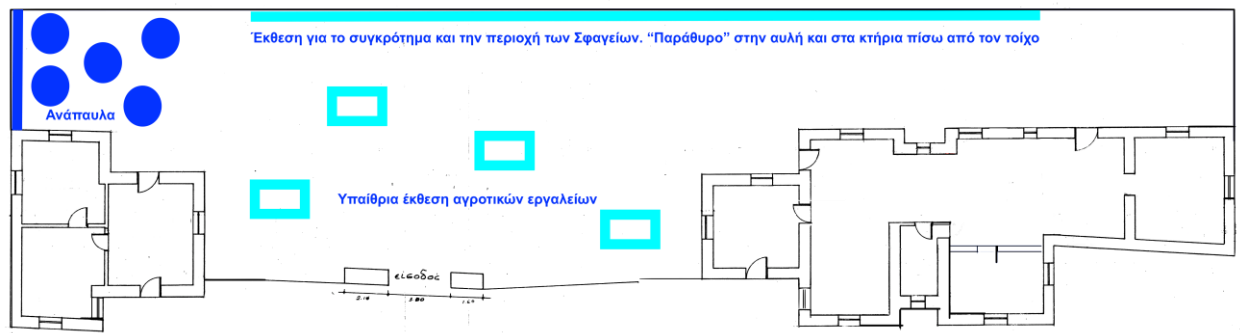 Έκθεση για το συγκρότημα και την περιοχή των Σφαγείων. “Παράθυρο” στην αυλή και στα κτήρια πίσω από τον τοίχο
Ανάπαυλα
Υπαίθρια έκθεση αγροτικών εργαλείων
είσοδος